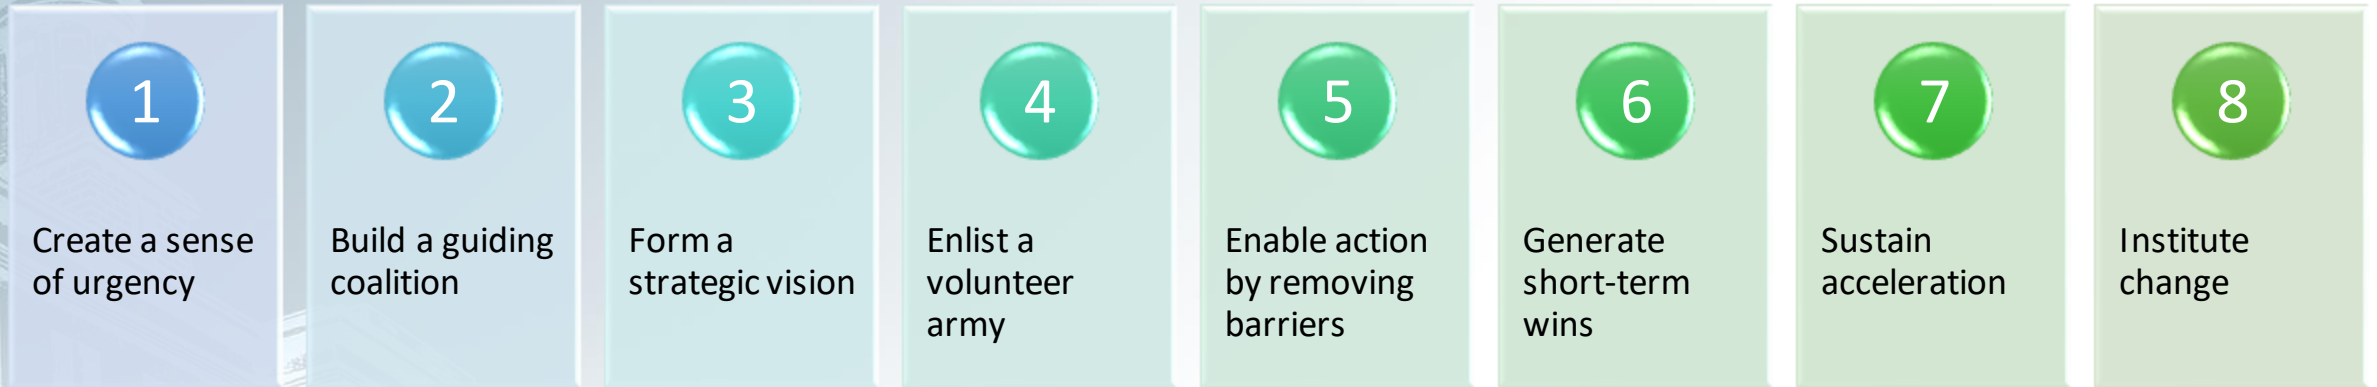 1
Create a sense
of urgency
2
Build a guiding
coalition
3
Form a
strategic vision
4
Enlist a
volunteer
army
5
Enable action
by removing
barriers
6
Generate
short-term
wins
7
Sustain
acceleration
8
Institute
change